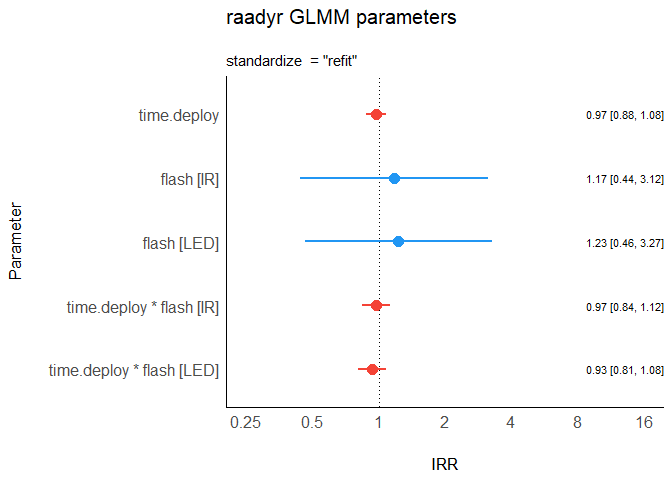 raadyr GLMM parameters
standardize  = "refit"
time.deploy
0.97 [0.88, 1.08]
flash [IR]
1.17 [0.44, 3.12]
flash [LED]
1.23 [0.46, 3.27]
time.deploy * flash [IR]
0.97 [0.84, 1.12]
time.deploy * flash [LED]
0.93 [0.81, 1.08]
Parameter
0.25 0.5 1 2 4 8 16
IRR